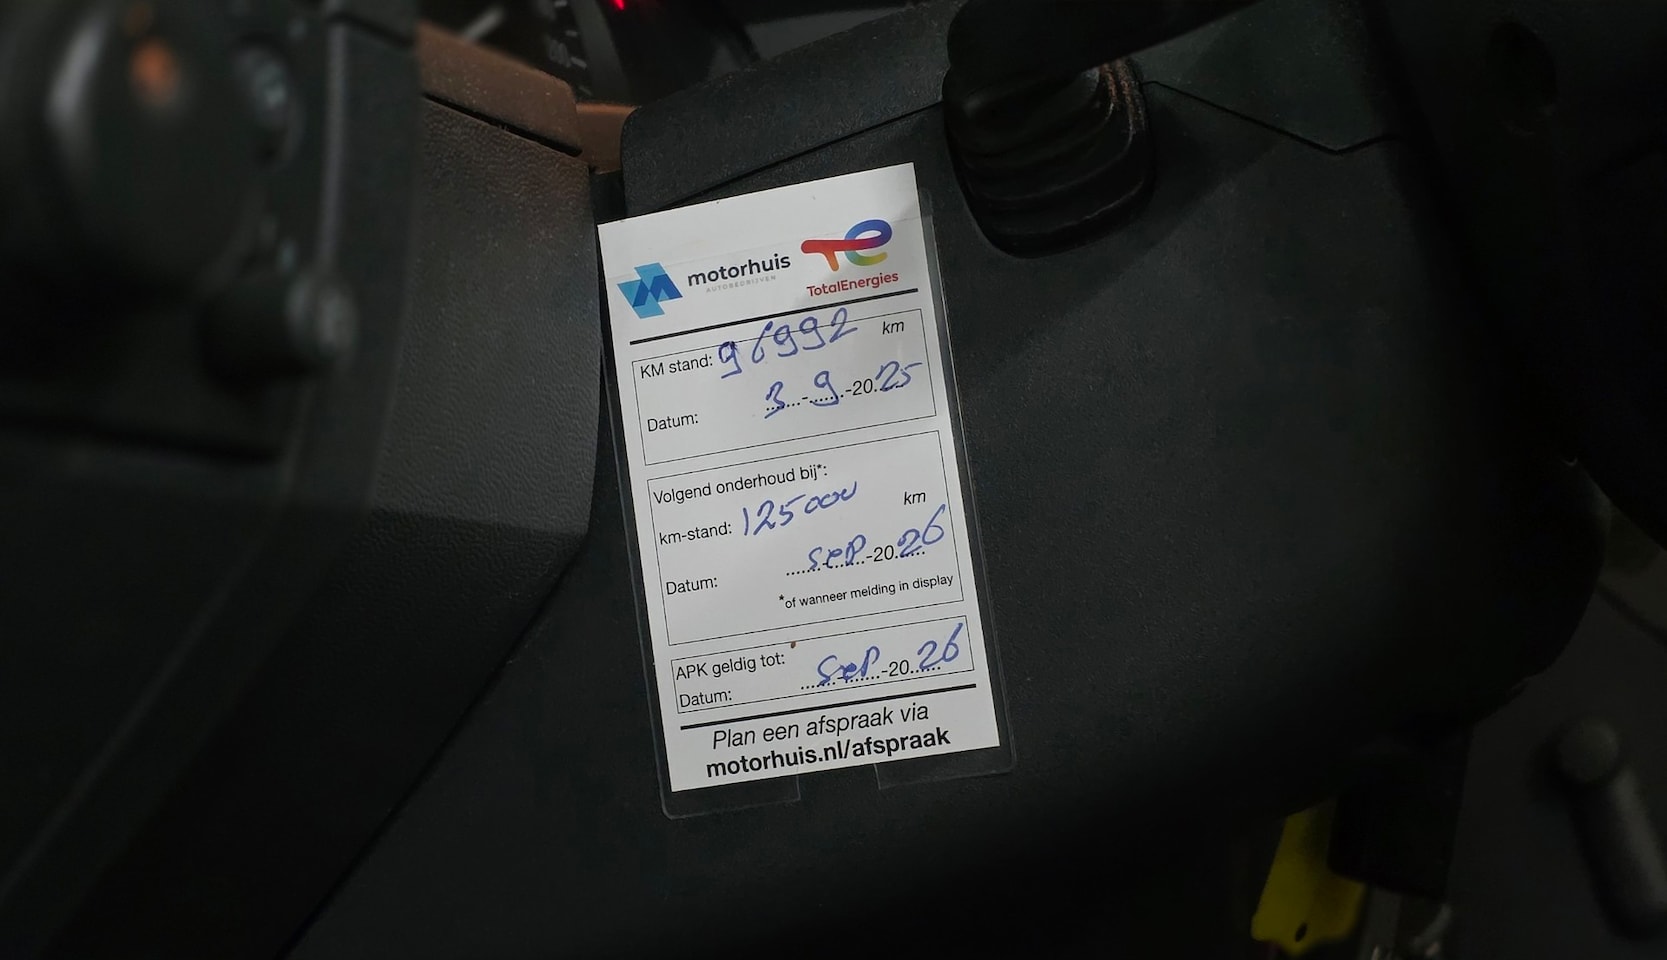 motorhuis
AUTOBEDRIJVEN
TotalEnergies
KM stand: 96992 km
Datum: 3-9-2025
Volgend onderhoud bij*:
km-stand: 125000 km
Datum: sep-2026
*of wanneer melding in display
APK geldig tot:
Datum: sep-2026
Plan een afspraak via
motorhuis.nl/afspraak